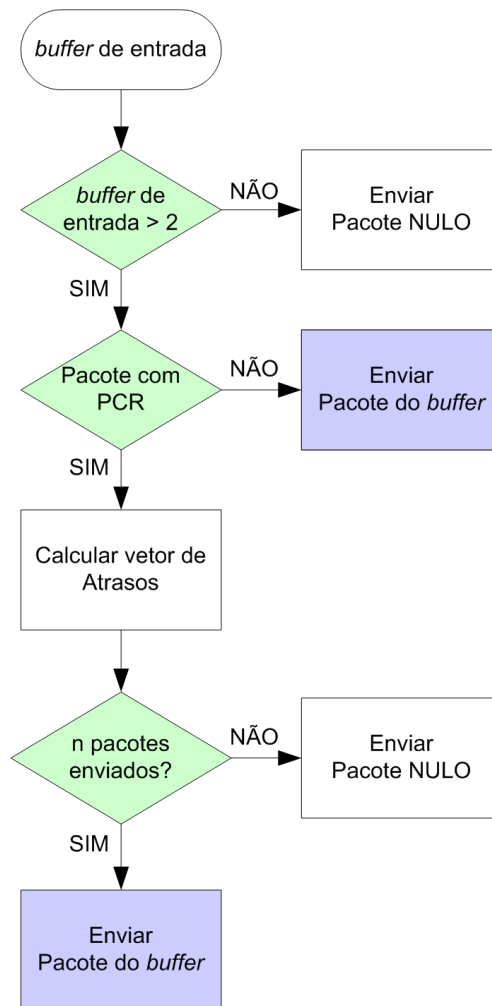 buffer de entrada
buffer de
entrada > 2
NÃO
Enviar
Pacote NULO
SIM
Pacote com
PCR
NÃO
Enviar
Pacote do buffer
SIM
Calcular vetor de
Atrasos
n pacotes
enviados?
NÃO
Enviar
Pacote NULO
SIM
Enviar
Pacote do buffer